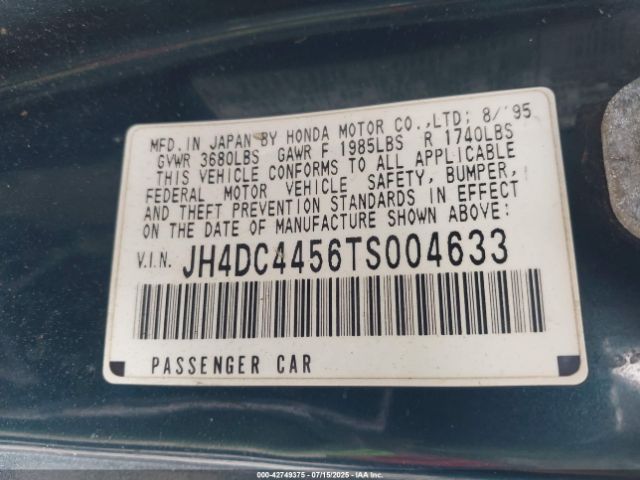 MFD.IN JAPAN BY HONDA MOTOR CO.,LTD; 8/'95
GVWR 3680LBS GAWR F 1985LBS R 1740LBS
THIS VEHICLE CONFORMS TO ALL APPLICABLE
FEDERAL MOTOR VEHICLE SAFETY, BUMPER,
AND THEFT PREVENTION STANDARDS IN EFFECT
ON THE DATE OF MANUFACTURE SHOWN ABOVE:
V.I.N. JH4DC4456TS004633
PASSENGER CAR
000-42749375 - 07/15/2025 - © IAA Inc.